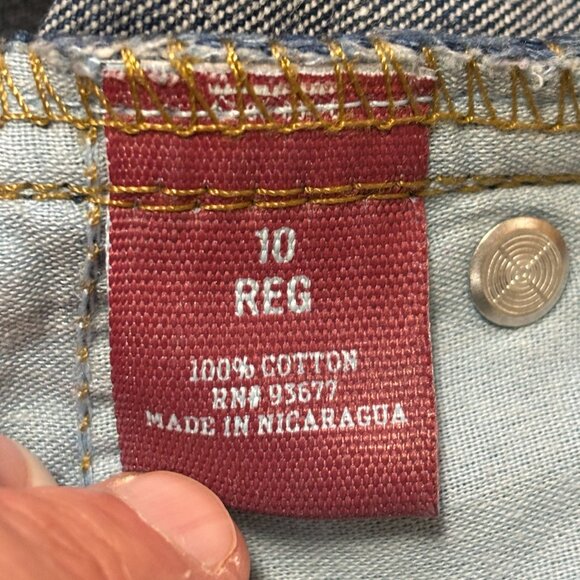 10
REG
100% COTTON
RN# 93677
MADE IN NICARAGUA